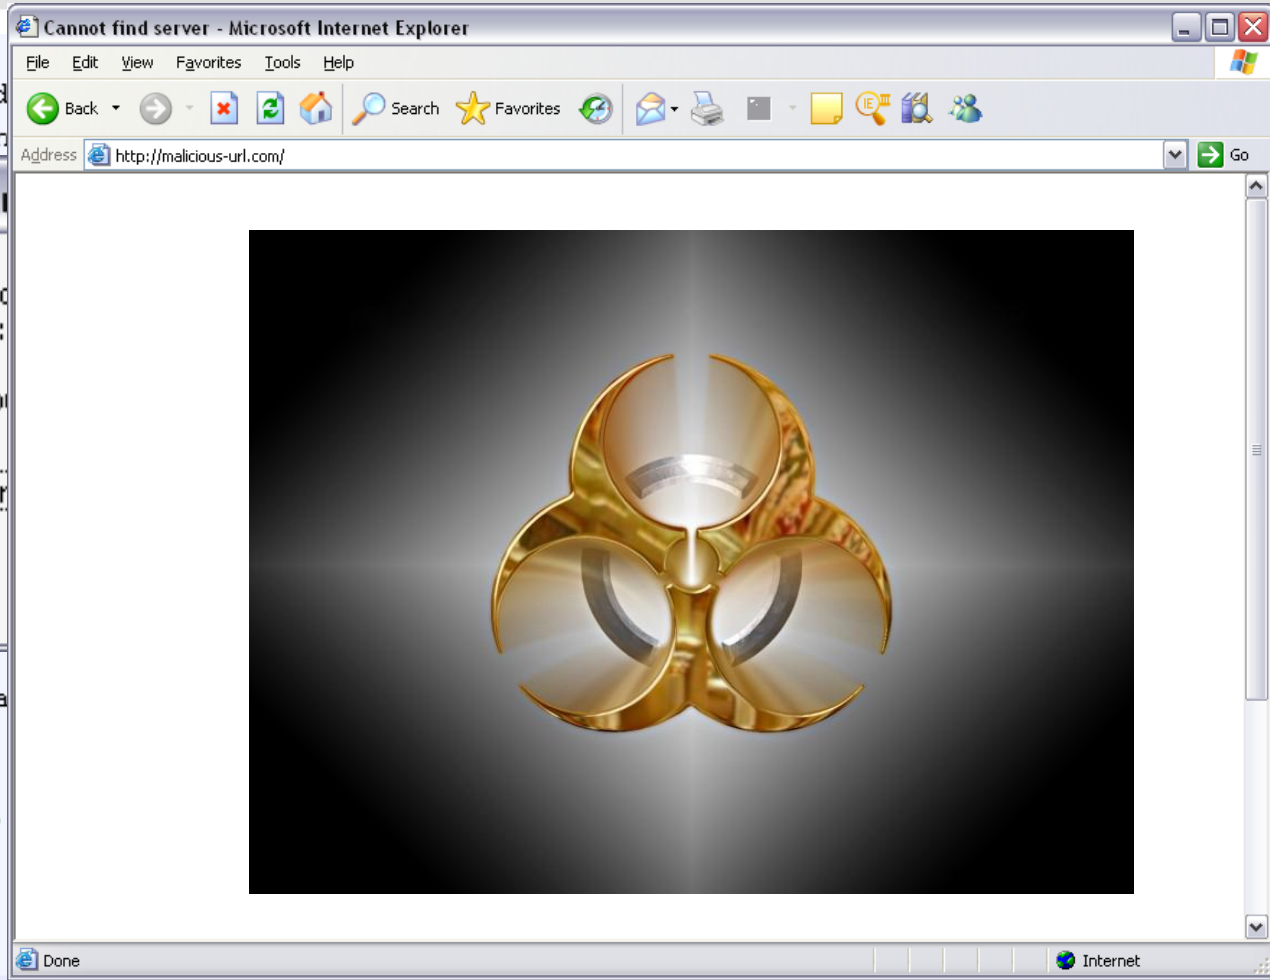 Cannot find server - Microsoft Internet Explorer
File Edit View Favorites Tools Help
Back Search Favorites
Address http://malicious-url.com/ Go
Done Internet